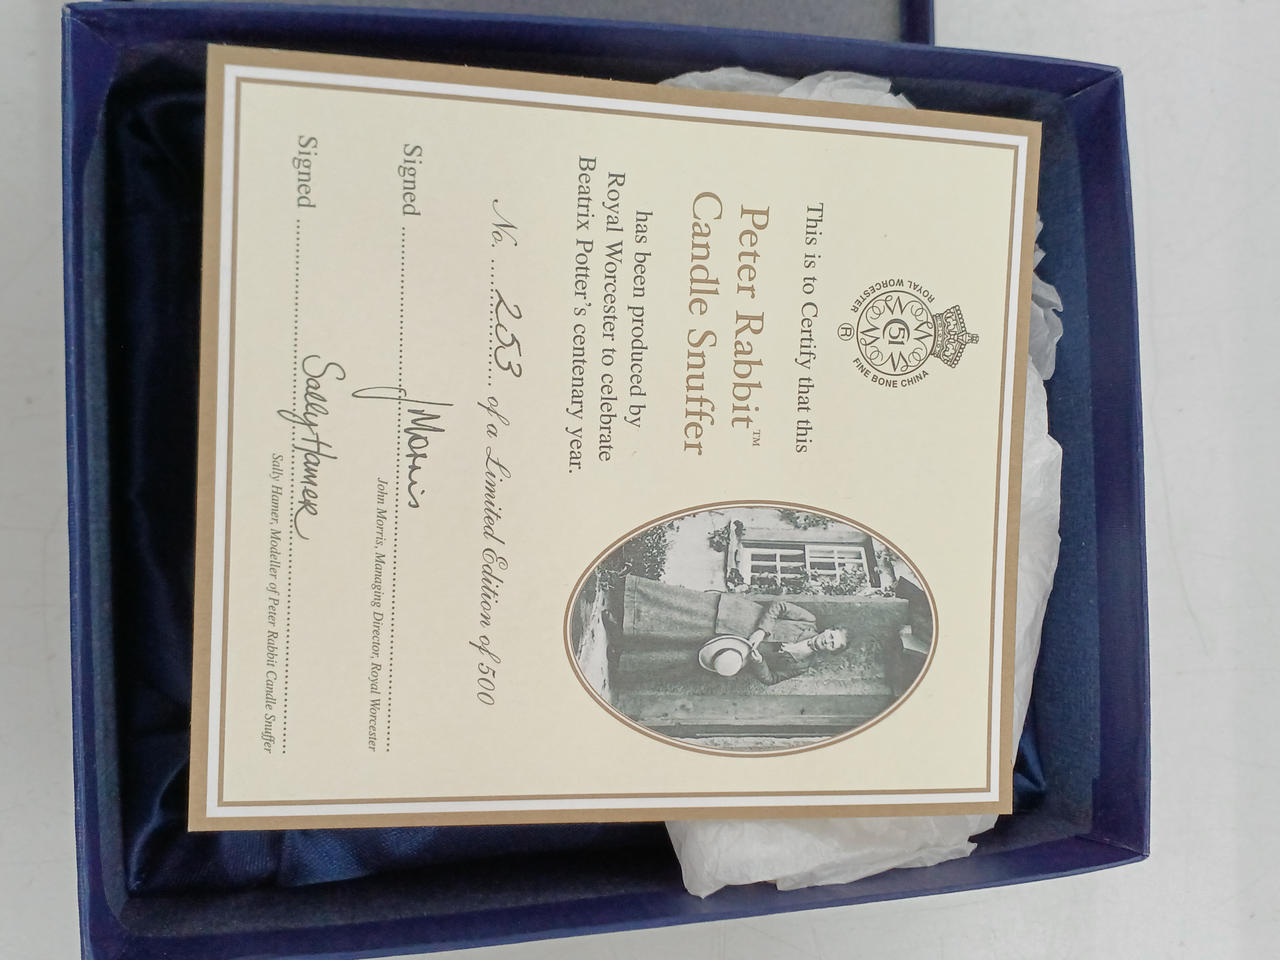 ROYAL WORCESTER
51
FINE BONE CHINA
®
This is to Certify that this
Peter Rabbit™
Candle Snuffer
has been produced by
Royal Worcester to celebrate
Beatrix Potter's centenary year.
No. ...253... of a Limited Edition of 500
Signed ........ J Morris ........
John Morris, Managing Director, Royal Worcester
Signed ........ Sally Hamer ........
Sally Hamer, Modeller of Peter Rabbit Candle Snuffer